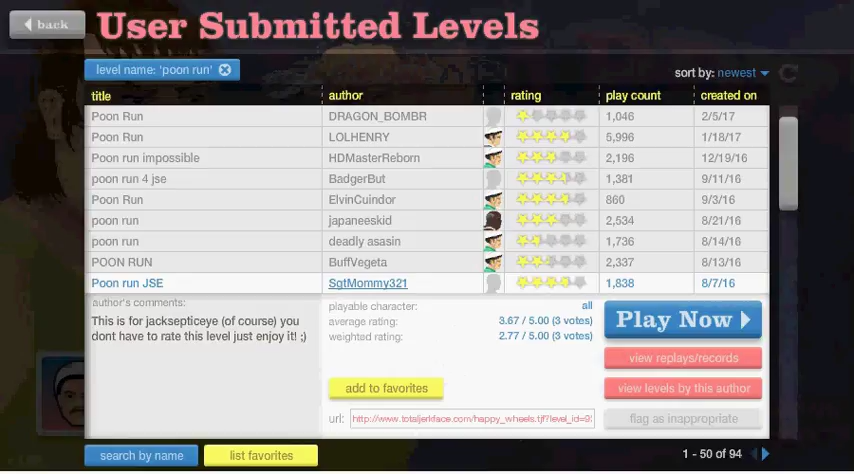 back
User Submitted Levels
level name: 'poon run'
sort by: newest
title author rating play count created on
Poon Run DRAGON_BOMBR 1,046 2/5/17
Poon Run LOLHENRY 5,996 1/18/17
Poon run impossible HDMasterReborn 2,196 12/19/16
poon run 4 jse BadgerBut 1,381 9/11/16
Poon Run ElvinCuindor 860 9/3/16
poon run japaneeskid 2,534 8/21/16
poon run deadly asasin 1,736 8/14/16
POON RUN BuffVegeta 2,337 8/13/16
Poon run JSE SgtMommy321 1,838 8/7/16
author's comments:
This is for jacksepticeye (of course) you
dont have to rate this level just enjoy it! ;)
playable character: all
average rating: 3.67 / 5.00 (3 votes)
weighted rating: 2.77 / 5.00 (3 votes)
add to favorites
url: http://www.totaljerkface.com/happy_wheels.tjf?level_id=9
Play Now
view replays/records
view levels by this author
flag as inappropriate
search by name
list favorites
1 - 50 of 94